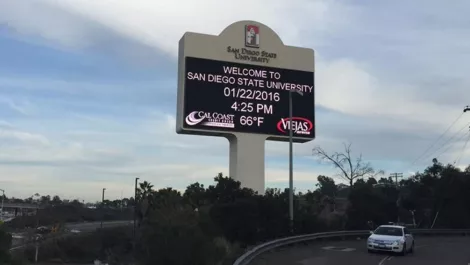 SAN DIEGO STATE
UNIVERSITY
WELCOME TO
SAN DIEGO STATE UNIVERSITY
01/22/2016
4:25 PM
66°F
CAL COAST
VIEJAS